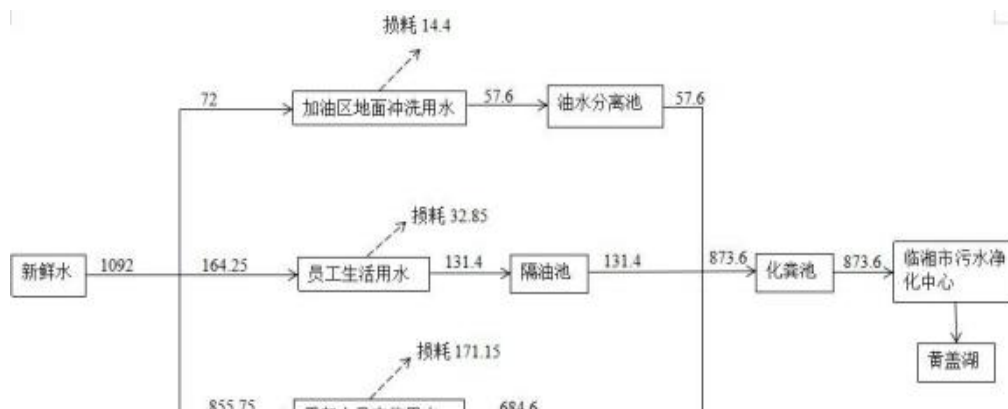 损耗 14.4
72
加油区地面冲洗用水
57.6
油水分离池
57.6
损耗 32.85
新鲜水
1092
164.25
员工生活用水
131.4
隔油池
131.4
873.6
化粪池
873.6
临湘市污水净
化中心
损耗 171.15
黄盖湖
855.75
684.6